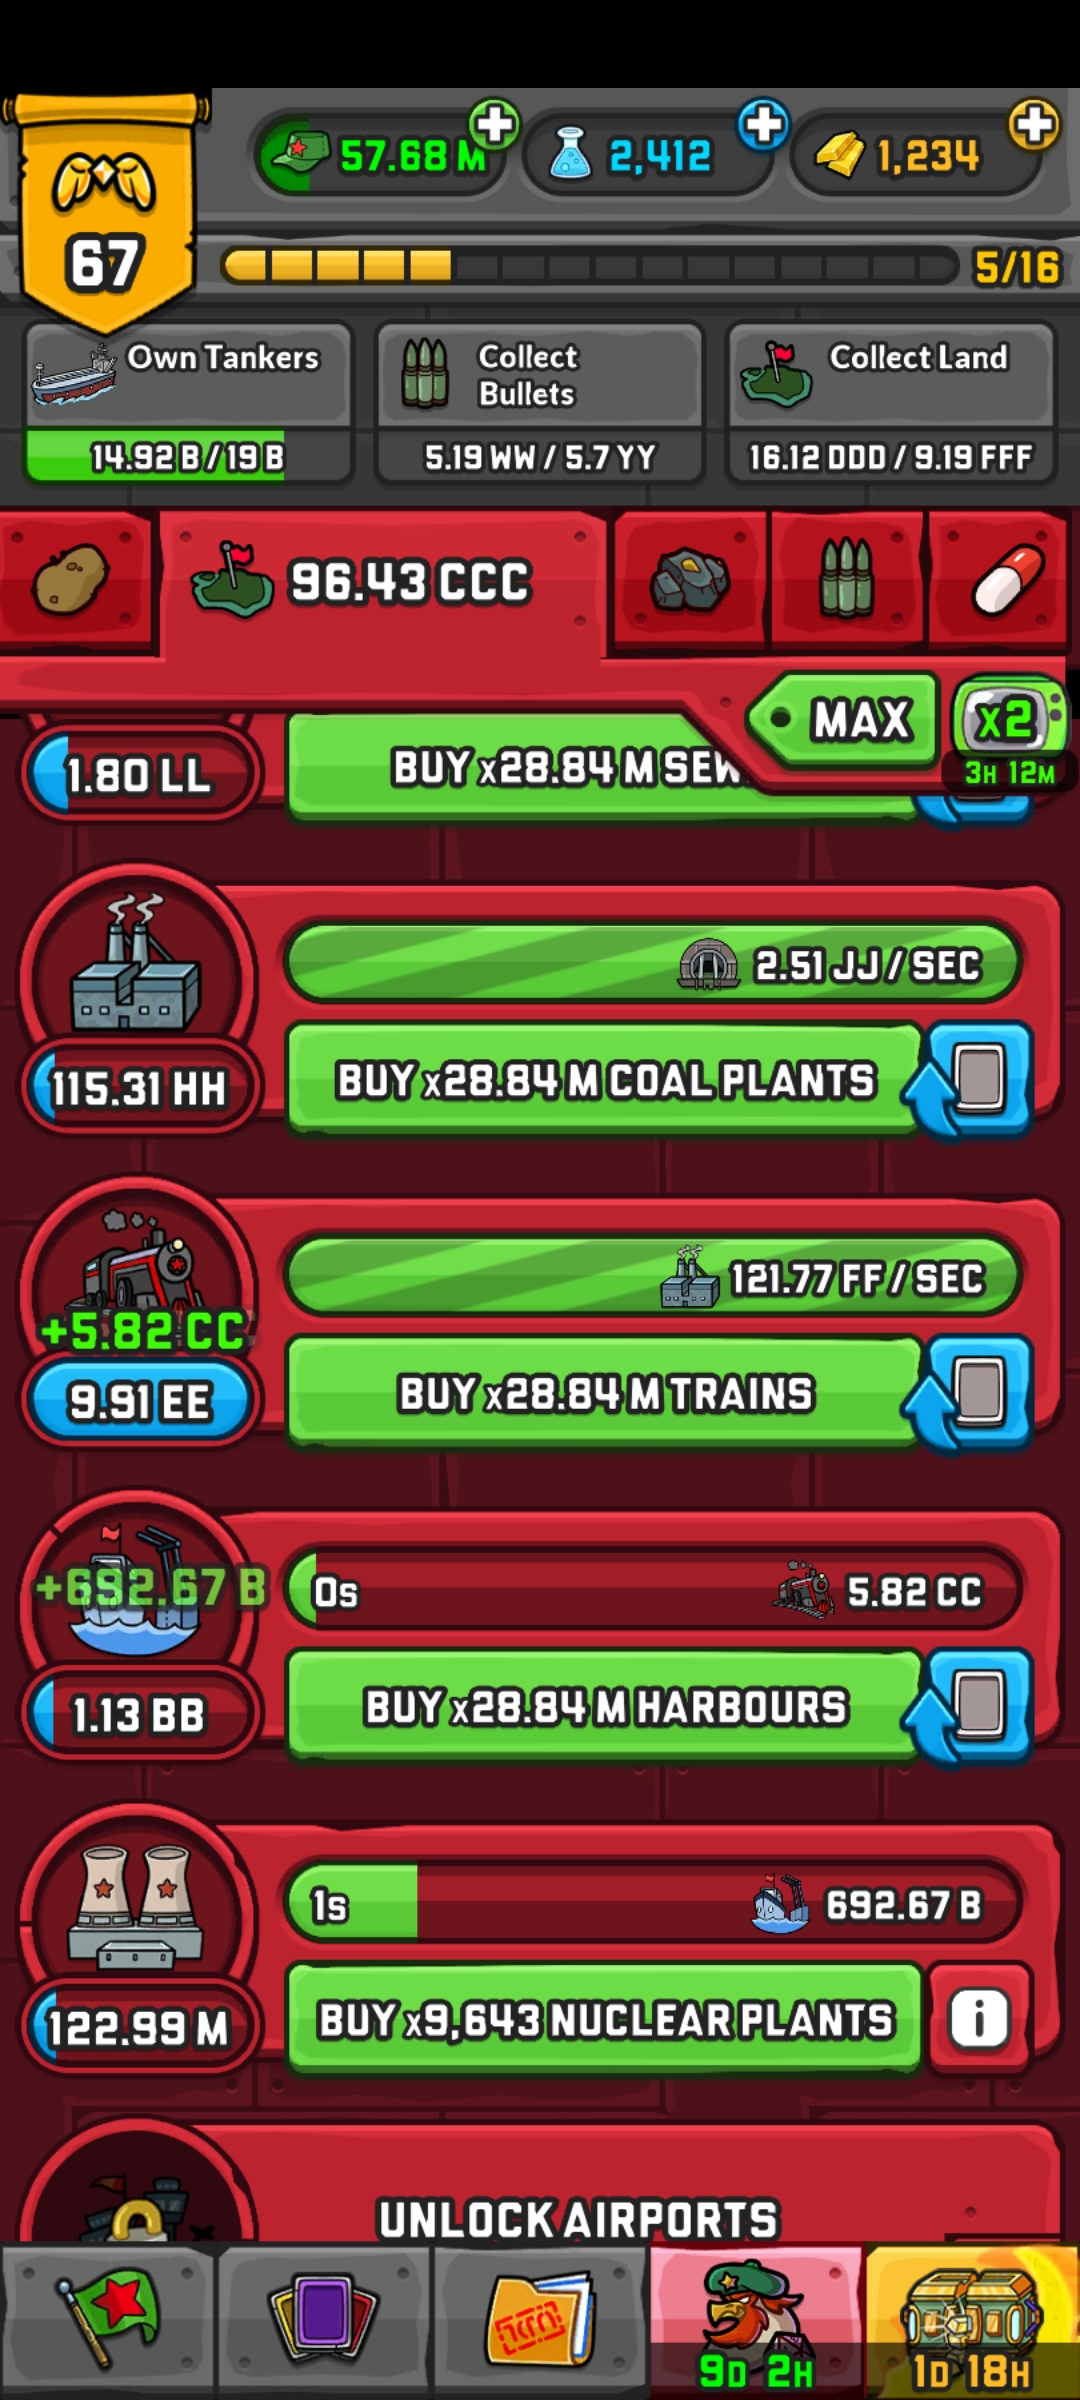 57.68 M
2,412
1,234
67
5/16
Own Tankers
14.92 B / 19 B
Collect
Bullets
5.19 WW / 5.7 YY
Collect Land
16.12 DDD / 9.19 FFF
96.43 CCC
MAX
x2
3H 12M
1.80 LL
BUY x28.84 M SEW
2.51 JJ / SEC
115.31 HH
BUY x28.84 M COAL PLANTS
121.77 FF / SEC
+5.82 CC
9.91 EE
BUY x28.84 M TRAINS
+692.67 B
0s
5.82 CC
1.13 BB
BUY x28.84 M HARBOURS
1s
692.67 B
122.99 M
BUY x9,643 NUCLEAR PLANTS
i
UNLOCK AIRPORTS
9D 2H
1D 18H